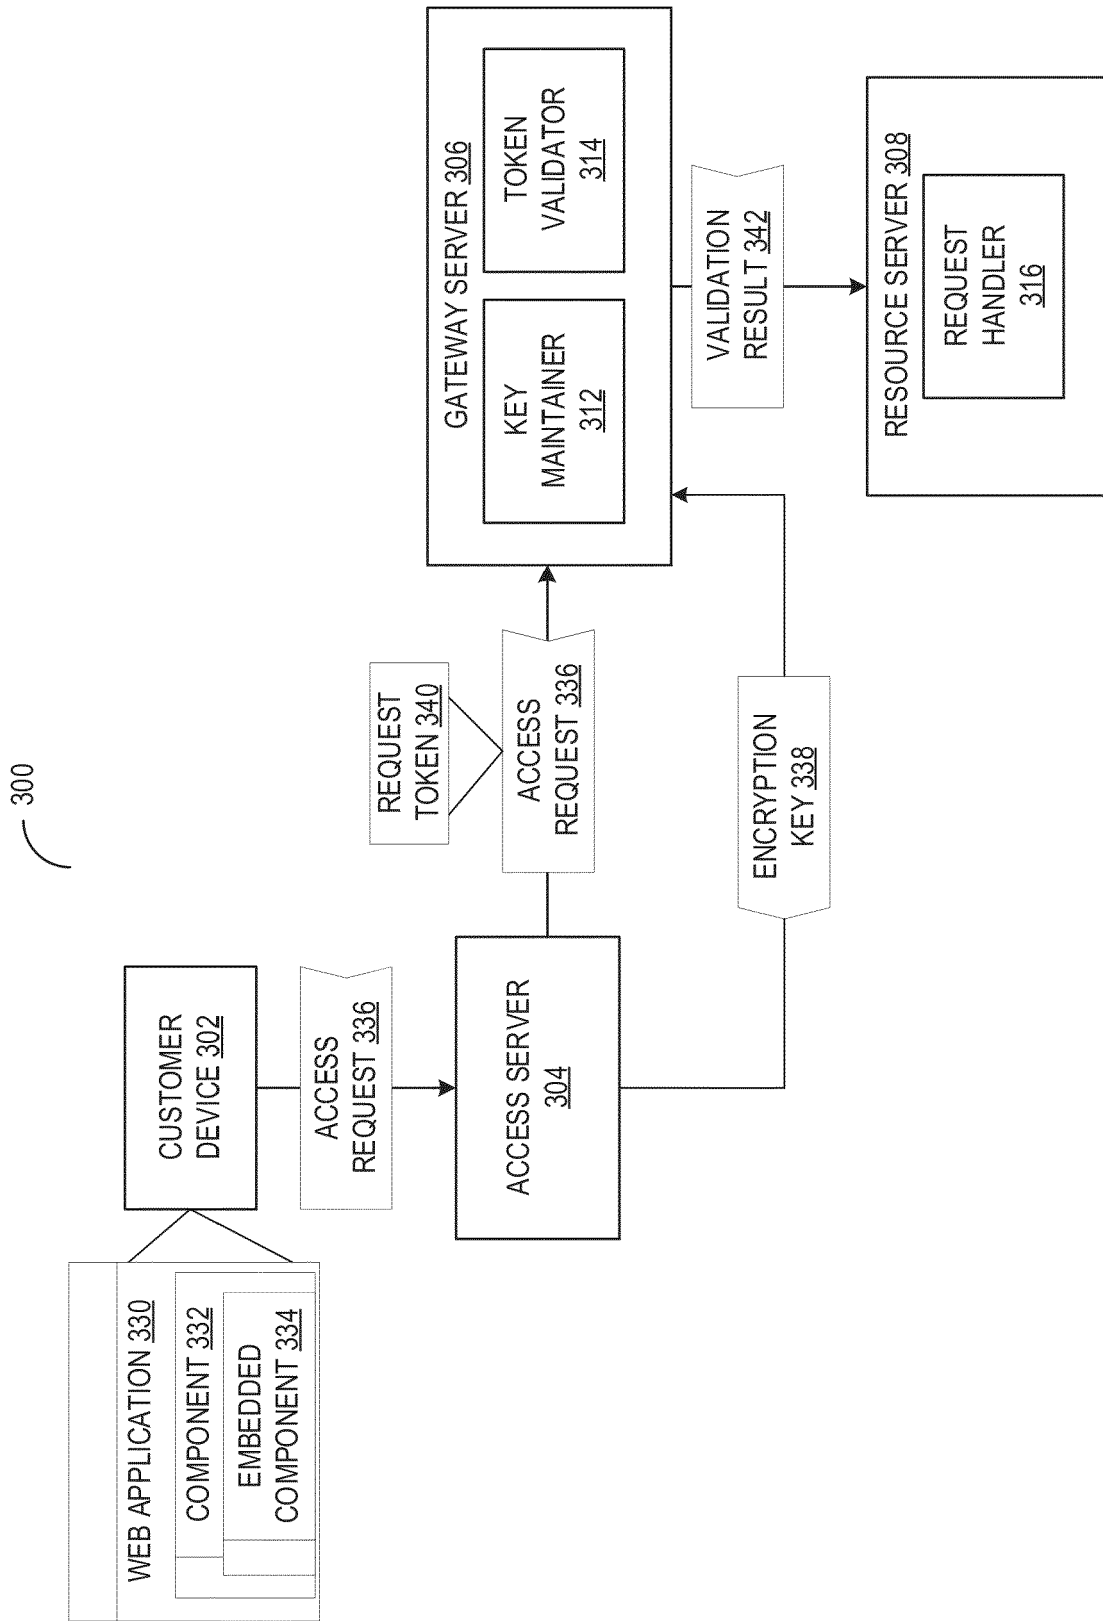 300
WEB APPLICATION 330
COMPONENT 332
EMBEDDED
COMPONENT 334
CUSTOMER
DEVICE 302
ACCESS
REQUEST 336
ACCESS SERVER
304
REQUEST
TOKEN 340
ACCESS
REQUEST 336
ENCRYPTION
KEY 338
GATEWAY SERVER 306
KEY
MAINTAINER
312
TOKEN
VALIDATOR
314
VALIDATION
RESULT 342
RESOURCE SERVER 308
REQUEST
HANDLER
316